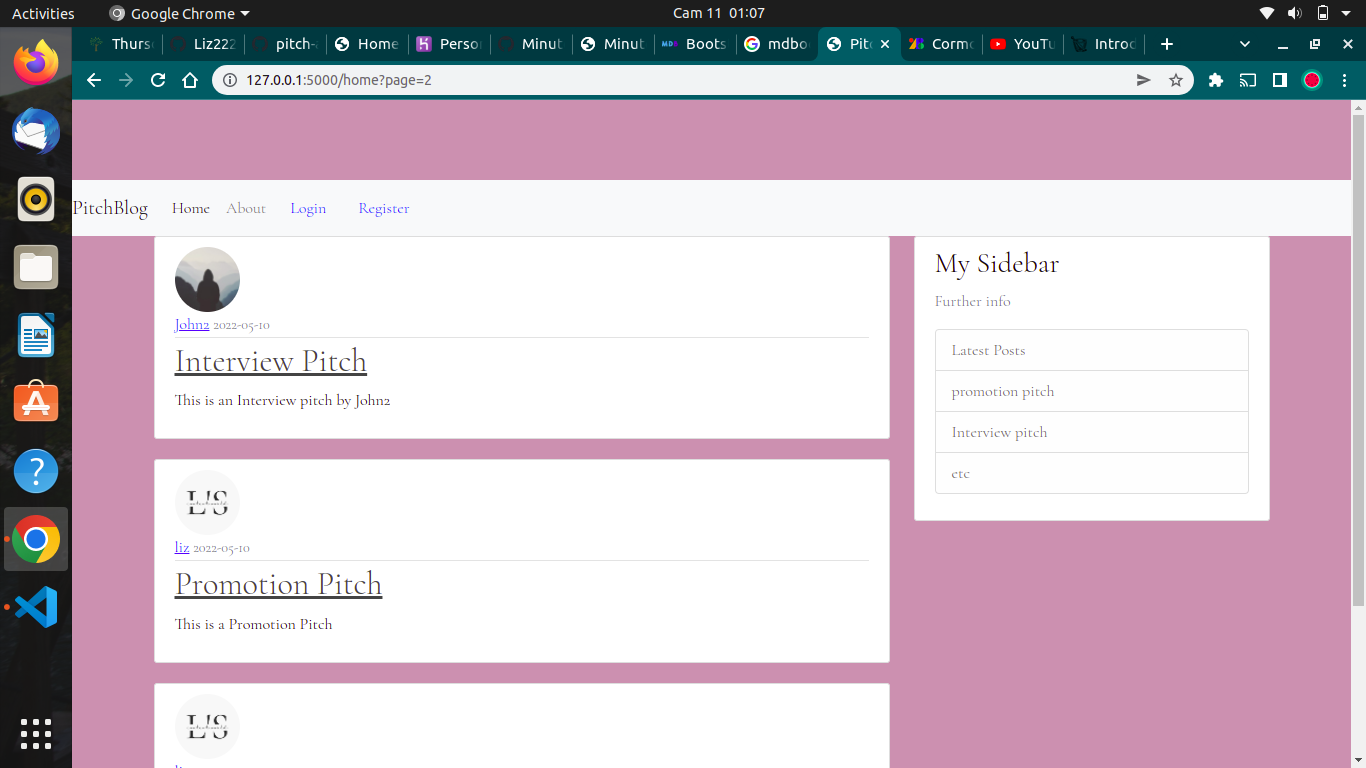 Activities Google Chrome Cam 11 01:07
Thurs Liz222 pitch- Home Perso Minut Minut Boots mdbo Pitc Cormo YouTu Introd
127.0.0.1:5000/home?page=2
PitchBlog Home About Login Register
John2 2022-05-10
Interview Pitch
This is an Interview pitch by John2
liz 2022-05-10
Promotion Pitch
This is a Promotion Pitch
My Sidebar
Further info
Latest Posts
promotion pitch
Interview pitch
etc
L/S
L/S